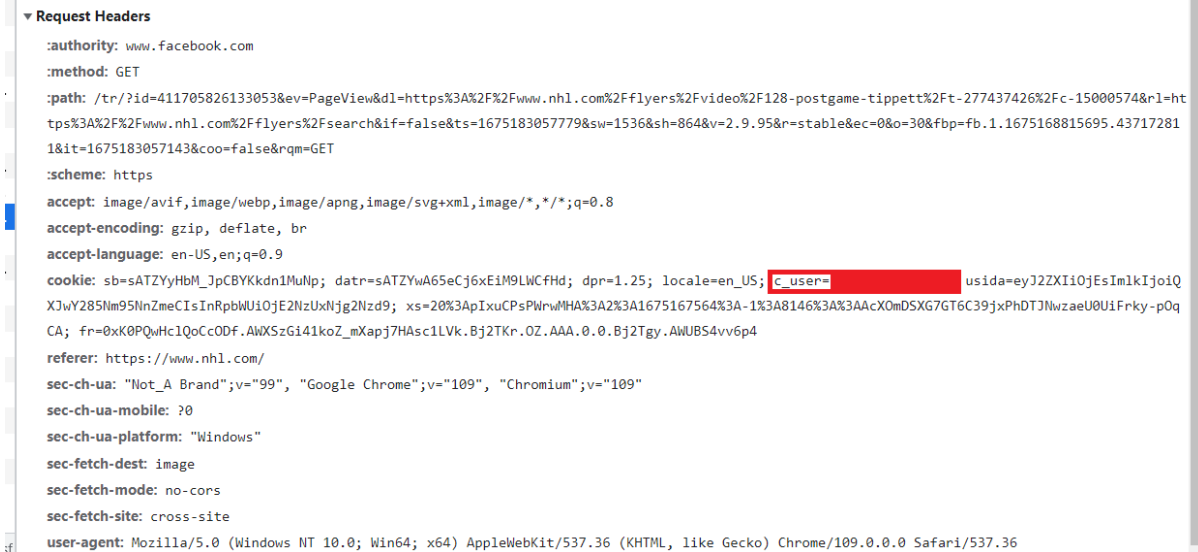 Request Headers
:authority: www.facebook.com
:method: GET
:path: /tr/?id=411705826133053&ev=PageView&dl=https%3A%2F%2Fwww.nhl.com%2Fflyers%2Fvideo%2F128-postgame-tippett%2Ft-277437426%2Fc-15000574&rl=ht
tps%3A%2F%2Fwww.nhl.com%2Fflyers%2Fsearch&if=false&ts=1675183057779&sw=1536&sh=864&v=2.9.95&r=stable&ec=0&o=30&fbp=fb.1.1675168815695.43717281
1&it=1675183057143&coo=false&rqm=GET
:scheme: https
accept: image/avif,image/webp,image/apng,image/svg+xml,image/*,*/*;q=0.8
accept-encoding: gzip, deflate, br
accept-language: en-US,en;q=0.9
cookie: sb=sATZYyHbM_JpCBYKkdn1MuNp; datr=sATZYwA65eCj6xEiM9LWCfHd; dpr=1.25; locale=en_US; c_user= usida=eyJ2ZXIiOjEsImlkIjoiQ
XJwY285Nm95NnZmeCIsInRpbWUiOjE2NzUxNjg2Nzd9; xs=20%3ApIxuCPsPWrwMHA%3A2%3A1675167564%3A-1%3A8146%3A%3AAcXOmDSXG7GT6C39jxPhDTJNwzaeU0UiFrky-pOq
CA; fr=0xK0PQwHclQoCcODf.AWXSzGi41koZ_mXapj7HAsc1LVk.Bj2TKr.OZ.AAA.0.0.Bj2Tgy.AWUBS4vv6p4
referer: https://www.nhl.com/
sec-ch-ua: "Not_A Brand";v="99", "Google Chrome";v="109", "Chromium";v="109"
sec-ch-ua-mobile: ?0
sec-ch-ua-platform: "Windows"
sec-fetch-dest: image
sec-fetch-mode: no-cors
sec-fetch-site: cross-site
user-agent: Mozilla/5.0 (Windows NT 10.0; Win64; x64) AppleWebKit/537.36 (KHTML, like Gecko) Chrome/109.0.0.0 Safari/537.36